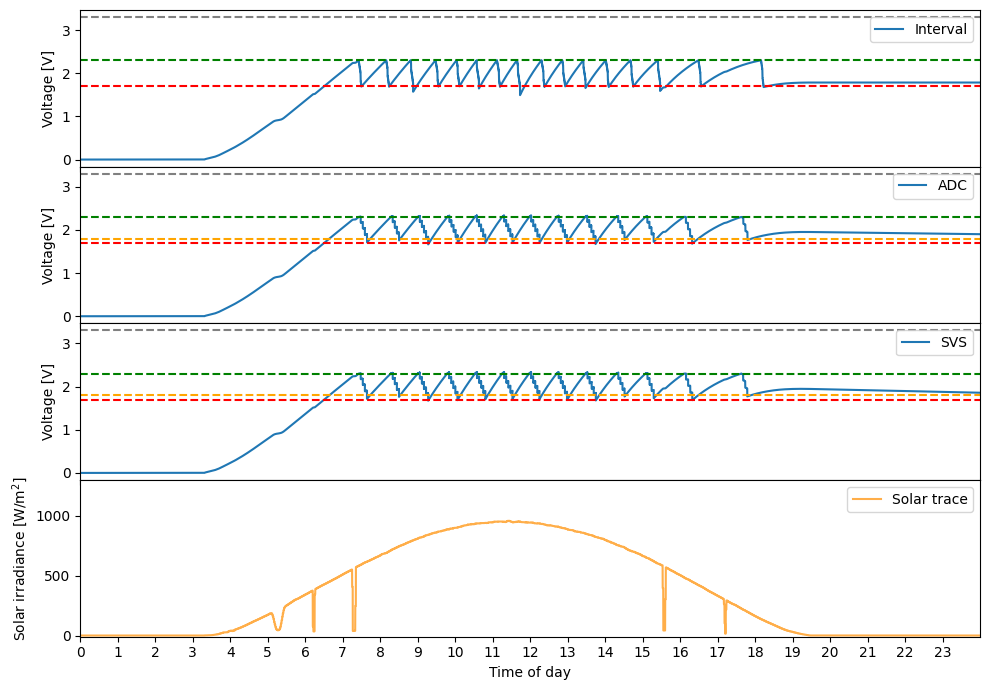 3
2
1
0
Voltage [V]
Interval
3
2
1
0
Voltage [V]
ADC
3
2
1
0
Voltage [V]
SVS
1000
500
0
Solar irradiance [W/m²]
Solar trace
0 1 2 3 4 5 6 7 8 9 10 11 12 13 14 15 16 17 18 19 20 21 22 23
Time of day